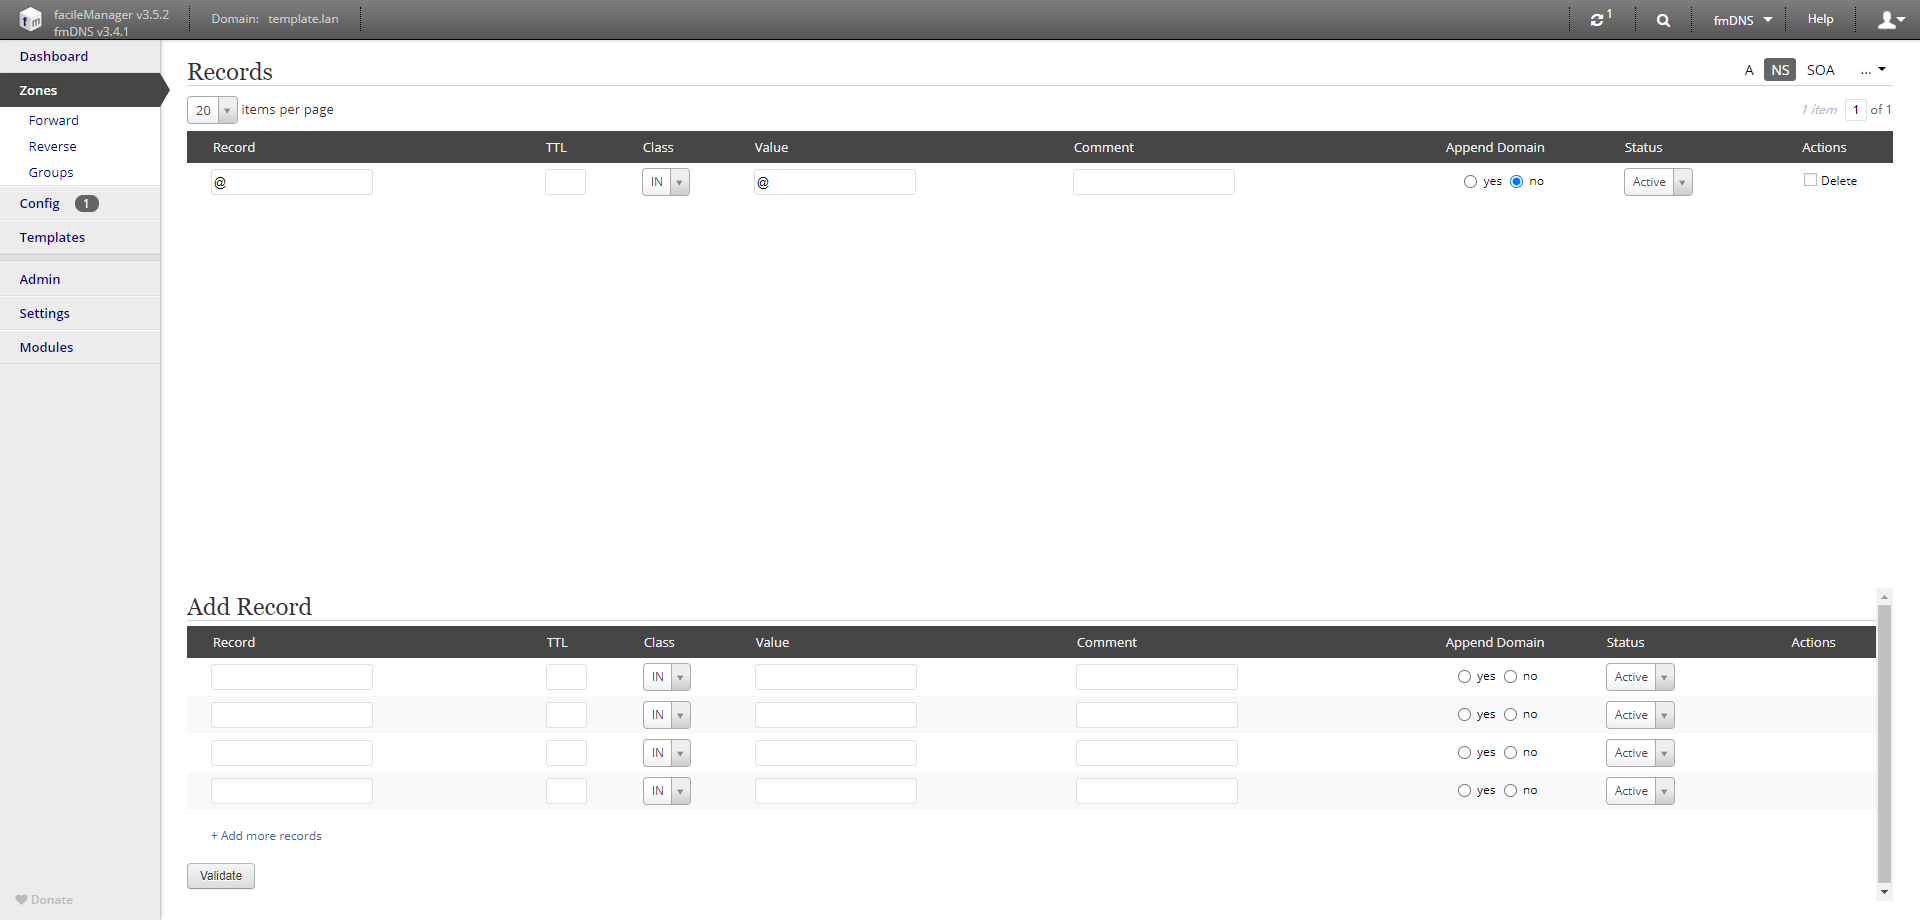 facileManager v3.5.2
fmDNS v3.4.1
Domain: template.lan
1
fmDNS
Help
Dashboard
Zones
Forward
Reverse
Groups
Config 1
Templates
Admin
Settings
Modules
Donate
Records
A NS SOA ...
20 items per page
1 item 1 of 1
Record TTL Class Value Comment Append Domain Status Actions
@ IN @ yes no Active Delete
Add Record
Record TTL Class Value Comment Append Domain Status Actions
IN yes no Active
IN yes no Active
IN yes no Active
IN yes no Active
+ Add more records
Validate